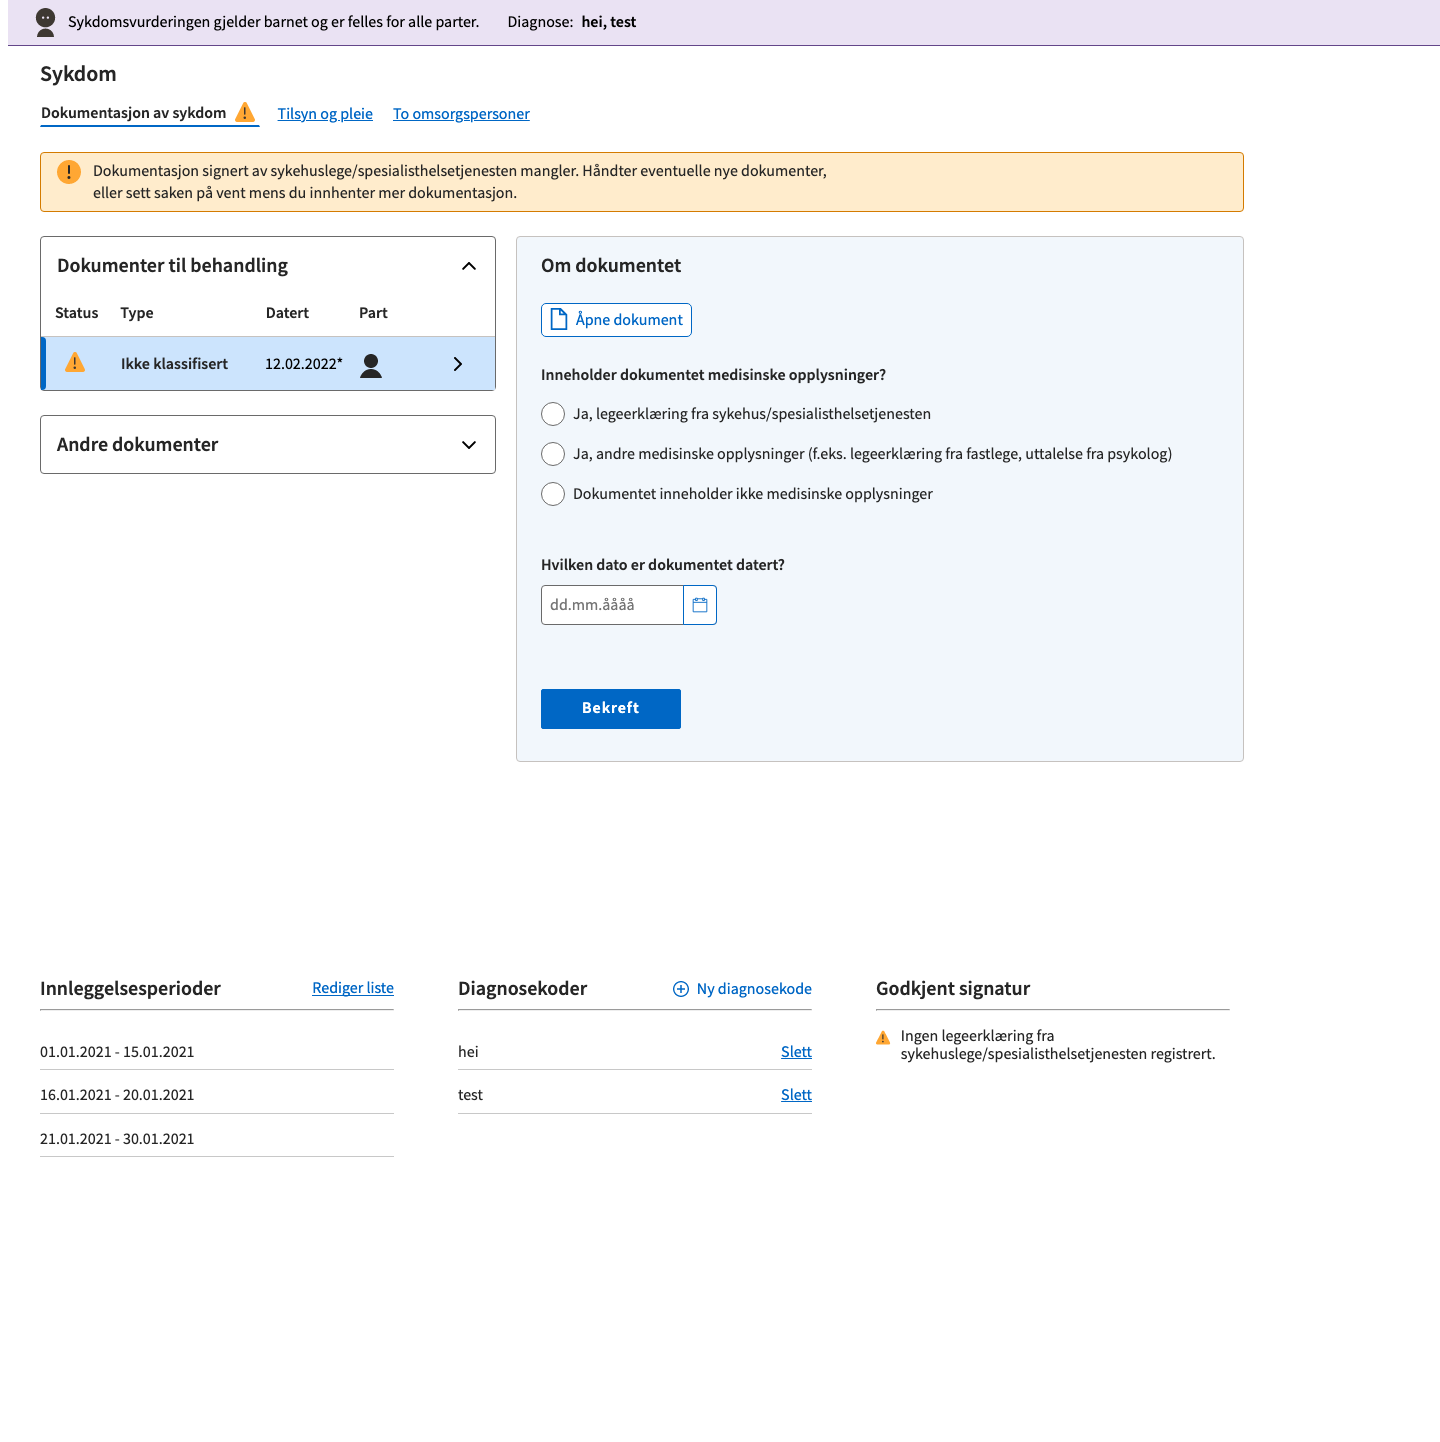 Sykdomsvurderingen gjelder barnet og er felles for alle parter. Diagnose: hei, test
Sykdom
Dokumentasjon av sykdom Tilsyn og pleie To omsorgspersoner
Dokumentasjon signert av sykehuslege/spesialisthelsetjenesten mangler. Håndter eventuelle nye dokumenter,
eller sett saken på vent mens du innhenter mer dokumentasjon.
Dokumenter til behandling
Status Type Datert Part
Ikke klassifisert 12.02.2022*
Andre dokumenter
Om dokumentet
Åpne dokument
Inneholder dokumentet medisinske opplysninger?
Ja, legeerklæring fra sykehus/spesialisthelsetjenesten
Ja, andre medisinske opplysninger (f.eks. legeerklæring fra fastlege, uttalelse fra psykolog)
Dokumentet inneholder ikke medisinske opplysninger
Hvilken dato er dokumentet datert?
dd.mm.åååå
Bekreft
Innleggelsesperioder Rediger liste
01.01.2021 - 15.01.2021
16.01.2021 - 20.01.2021
21.01.2021 - 30.01.2021
Diagnosekoder Ny diagnosekode
hei Slett
test Slett
Godkjent signatur
Ingen legeerklæring fra
sykehuslege/spesialisthelsetjenesten registrert.